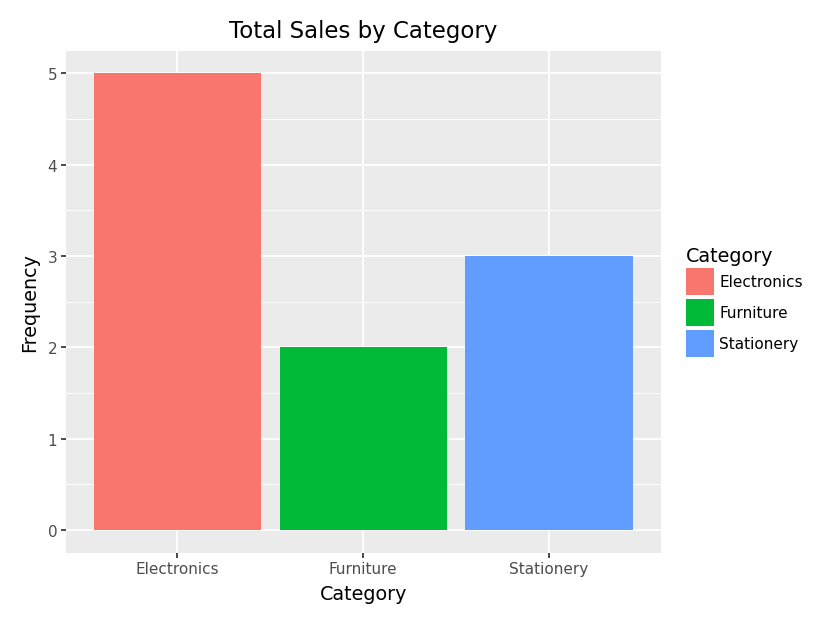 Total Sales by Category
Frequency
5
4
3
2
1
0
Electronics
Furniture
Stationery
Category
Category
Electronics
Furniture
Stationery